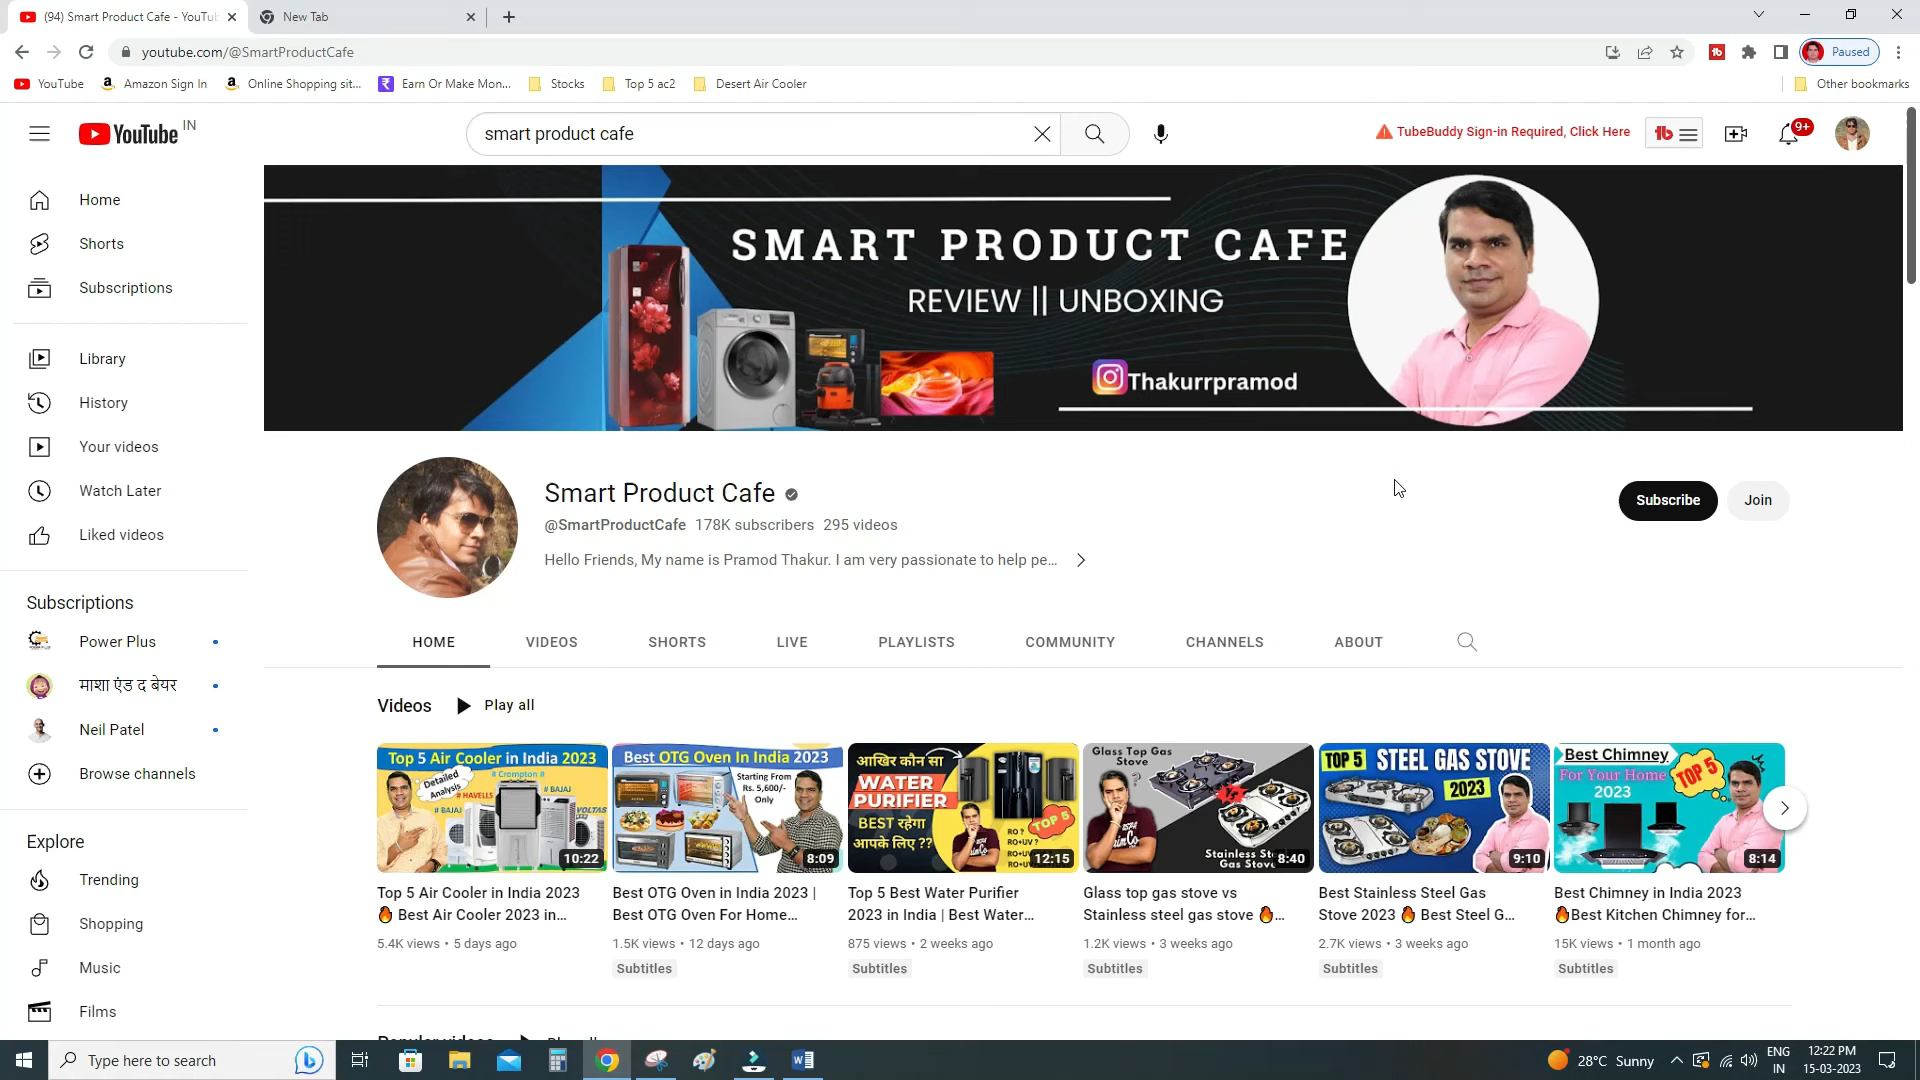 (94) Smart Product Cafe - YouTu
New Tab
youtube.com/@SmartProductCafe
Paused
YouTube
Amazon Sign In
Online Shopping sit...
Earn Or Make Mon...
Stocks
Top 5 ac2
Desert Air Cooler
Other bookmarks
YouTube IN
smart product cafe
TubeBuddy Sign-in Required, Click Here
9+
Home
Shorts
Subscriptions
Library
History
Your videos
Watch Later
Liked videos
Subscriptions
Power Plus
माशा एंड द बेयर
Neil Patel
Browse channels
Explore
Trending
Shopping
Music
Films
SMART PRODUCT CAFE
REVIEW || UNBOXING
Thakurrpramod
Smart Product Cafe
@SmartProductCafe 178K subscribers 295 videos
Hello Friends, My name is Pramod Thakur. I am very passionate to help pe...
Subscribe
Join
HOME
VIDEOS
SHORTS
LIVE
PLAYLISTS
COMMUNITY
CHANNELS
ABOUT
Videos
Play all
Top 5 Air Cooler in India 2023
Detailed
Analysis
# Crompton #
# HAVELLS
# BAJAJ
# BAJAJ
VOLTAS
10:22
Top 5 Air Cooler in India 2023
🔥 Best Air Cooler 2023 in...
5.4K views • 5 days ago
Best OTG Oven In India 2023
Starting From
Rs. 5,600/-
Only
8:09
Best OTG Oven in India 2023 |
Best OTG Oven For Home...
1.5K views • 12 days ago
Subtitles
आखिर कौन सा
WATER
PURIFIER
BEST रहेगा
आपके लिए ??
TOP 5
RO ?
RO+UV ?
12:15
Top 5 Best Water Purifier
2023 in India | Best Water...
875 views • 2 weeks ago
Subtitles
Glass Top Gas
Stove
?
Stainless St
Gas Stove
8:40
Glass top gas stove vs
Stainless steel gas stove 🔥...
1.2K views • 3 weeks ago
Subtitles
TOP 5 STEEL GAS STOVE
2023
9:10
Best Stainless Steel Gas
Stove 2023 🔥 Best Steel G...
2.7K views • 3 weeks ago
Subtitles
Best Chimney
For Your Home
2023
TOP 5
8:14
Best Chimney in India 2023
🔥Best Kitchen Chimney for...
15K views • 1 month ago
Subtitles
Type here to search
28°C Sunny
ENG
IN
12:22 PM
15-03-2023